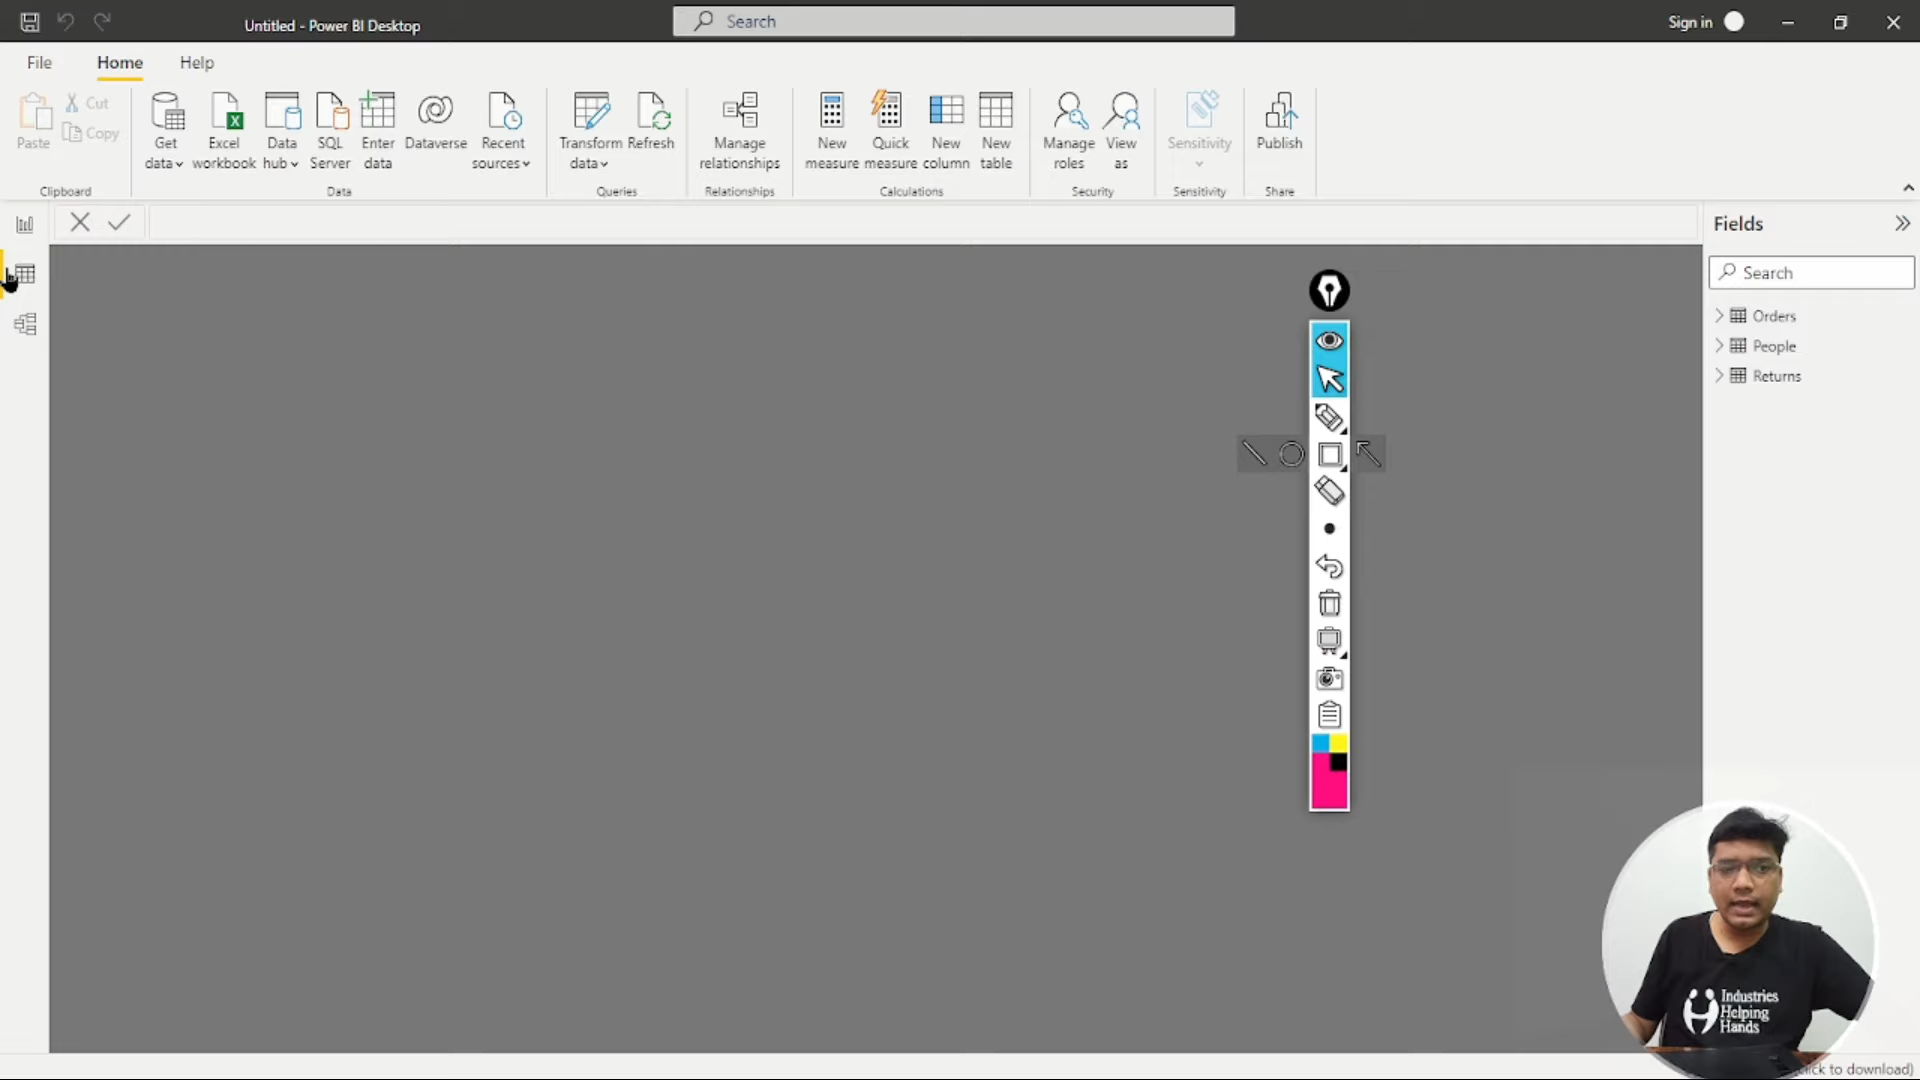 Untitled - Power BI Desktop
Search
Sign in
File
Home
Help
Paste
Cut
Copy
Clipboard
Get data
Excel workbook
Data hub
SQL Server
Enter data
Dataverse
Recent sources
Data
Transform data
Refresh
Queries
Manage relationships
Relationships
New measure
Quick measure
New column
New table
Calculations
Manage roles
View as
Security
Sensitivity
Sensitivity
Publish
Share
Fields
Search
Orders
People
Returns
Industries
Helping
Hands
click to download)